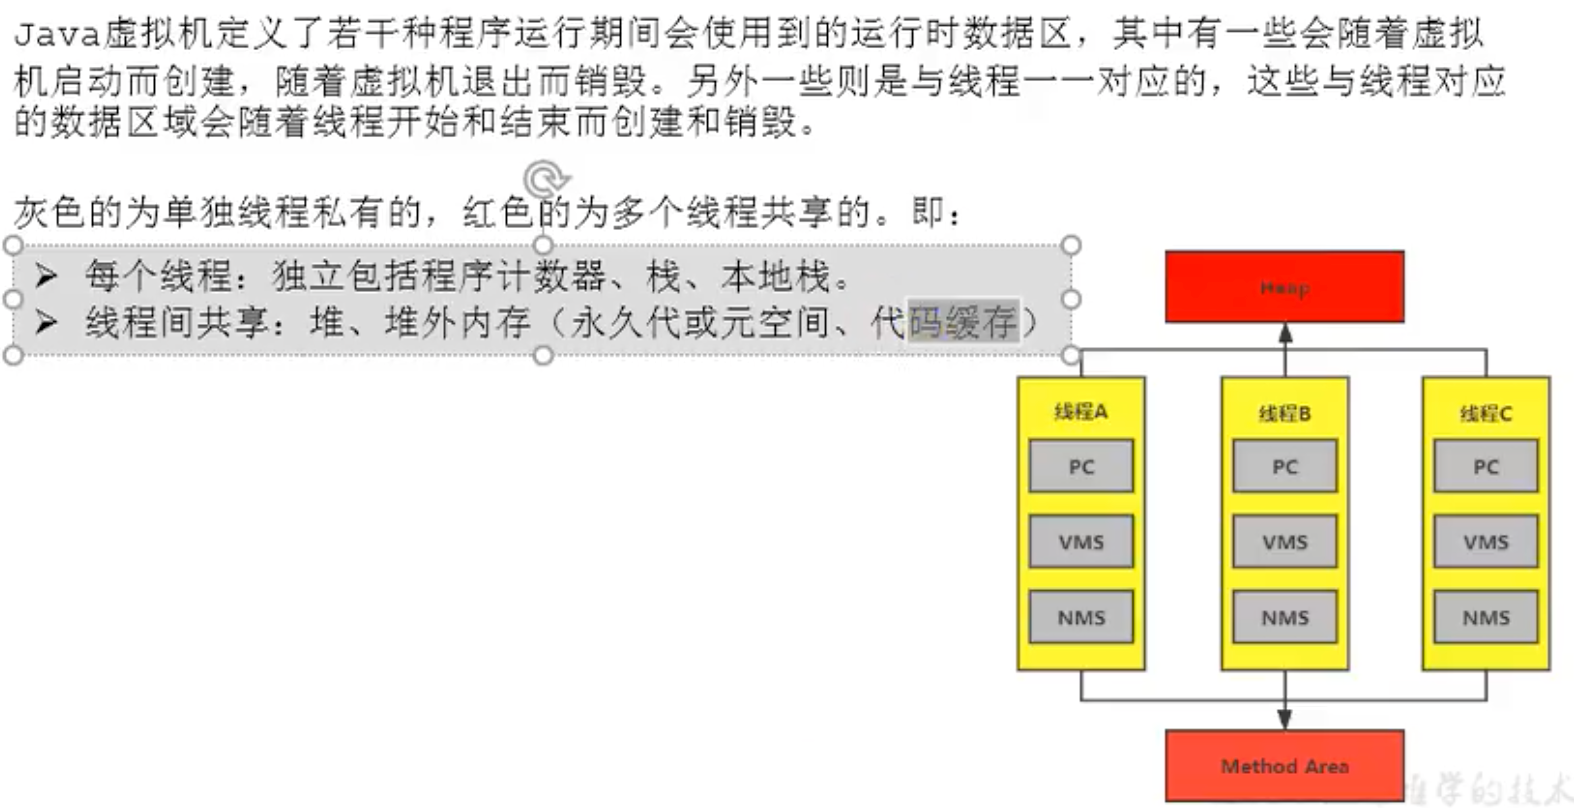 Java虚拟机定义了若干种程序运行期间会使用到的运行时数据区，其中有一些会随着虚拟
机启动而创建，随着虚拟机退出而销毁。另外一些则是与线程一一对应的，这些与线程对应
的数据区域会随着线程开始和结束而创建和销毁。
灰色的为单独线程私有的，红色的为多个线程共享的。即：
➢ 每个线程：独立包括程序计数器、栈、本地栈。
➢ 线程间共享：堆、堆外内存（永久代或元空间、代码缓存）
Heap
线程A
PC
VMS
NMS
线程B
PC
VMS
NMS
线程C
PC
VMS
NMS
Method Area
学的技术